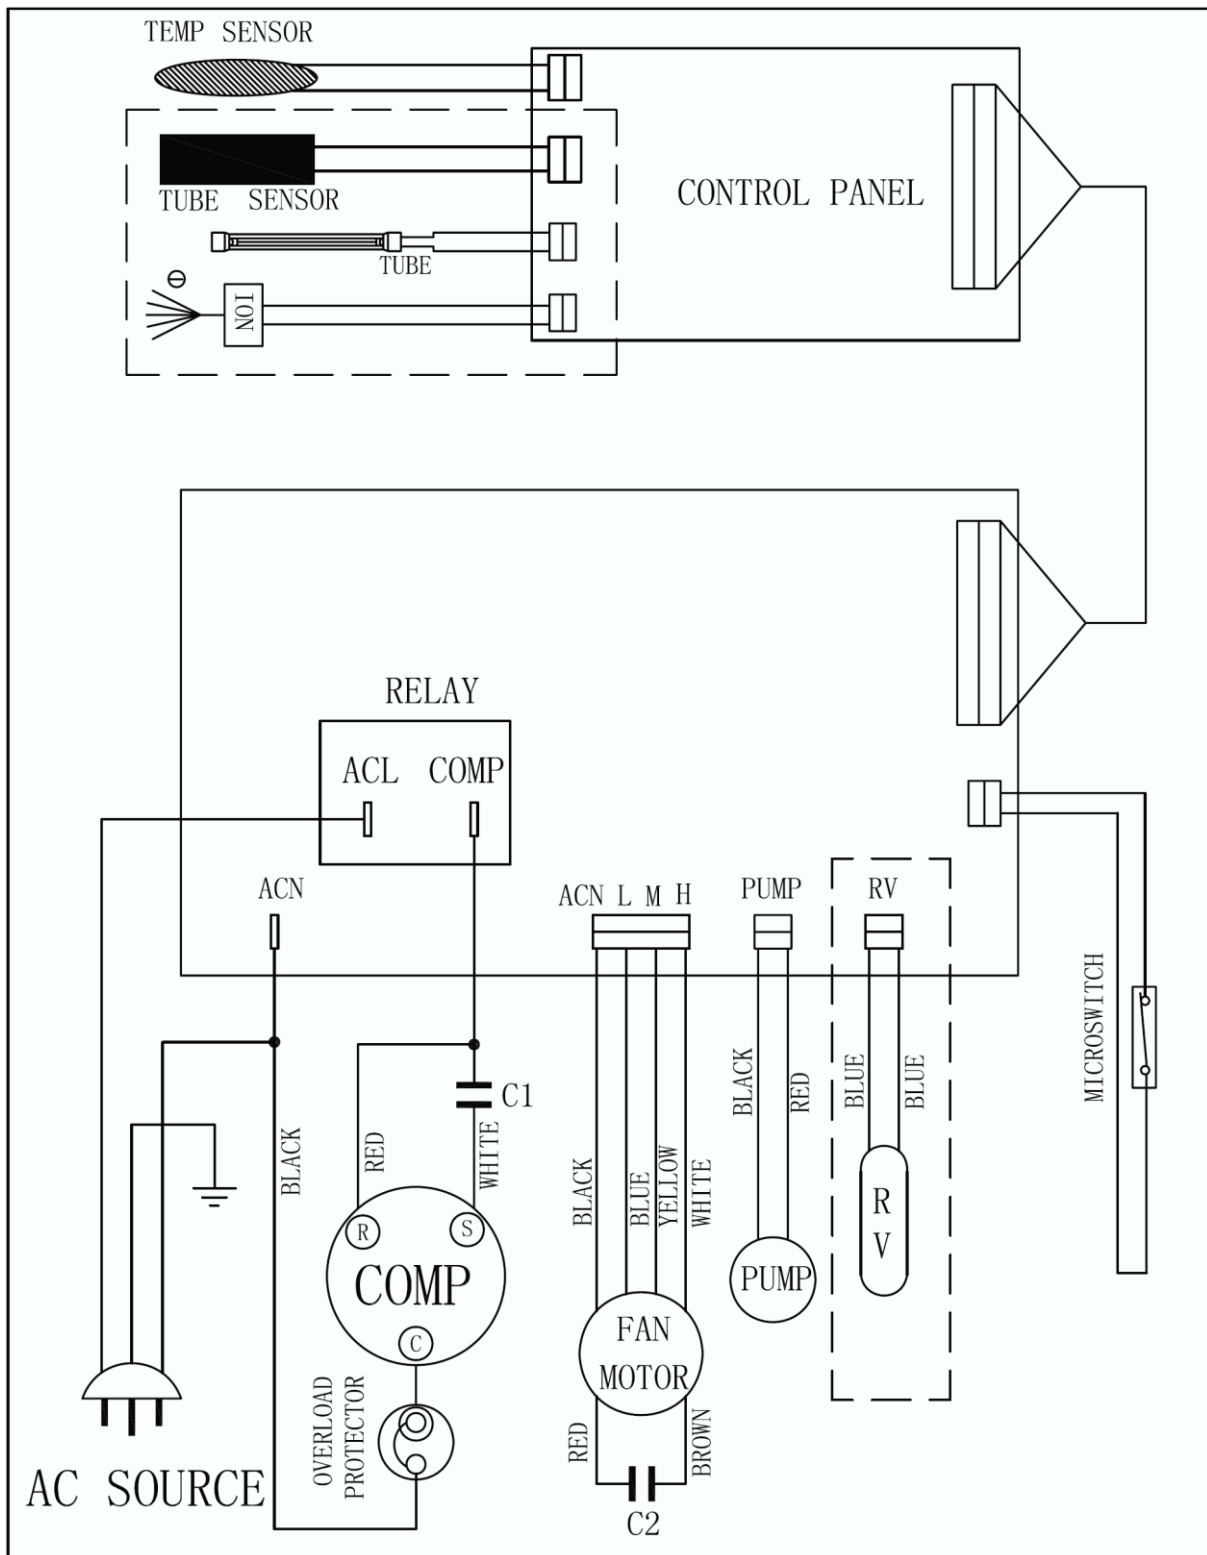 TEMP SENSOR
TUBE SENSOR
TUBE
ION
CONTROL PANEL
RELAY
ACL COMP
ACN
ACN L M H
PUMP
RV
MICROSWITCH
C1
BLACK
RED
WHITE
BLACK
BLUE
YELLOW
WHITE
BLACK
RED
BLUE
BLUE
R
S
COMP
C
OVERLOAD
PROTECTOR
FAN
MOTOR
PUMP
R
V
RED
BROWN
C2
AC SOURCE